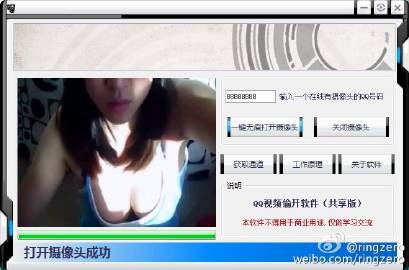 88888888 输入一个在线有摄像头的QQ号码
一键无痕打开摄像头 关闭摄像头
获取通道 工作原理 关于软件
说明
QQ视频偷开软件（共享版）
本软件不得用于商业用途,仅做学习交流
打开摄像头成功
@ringzero
weibo.com/ringzero